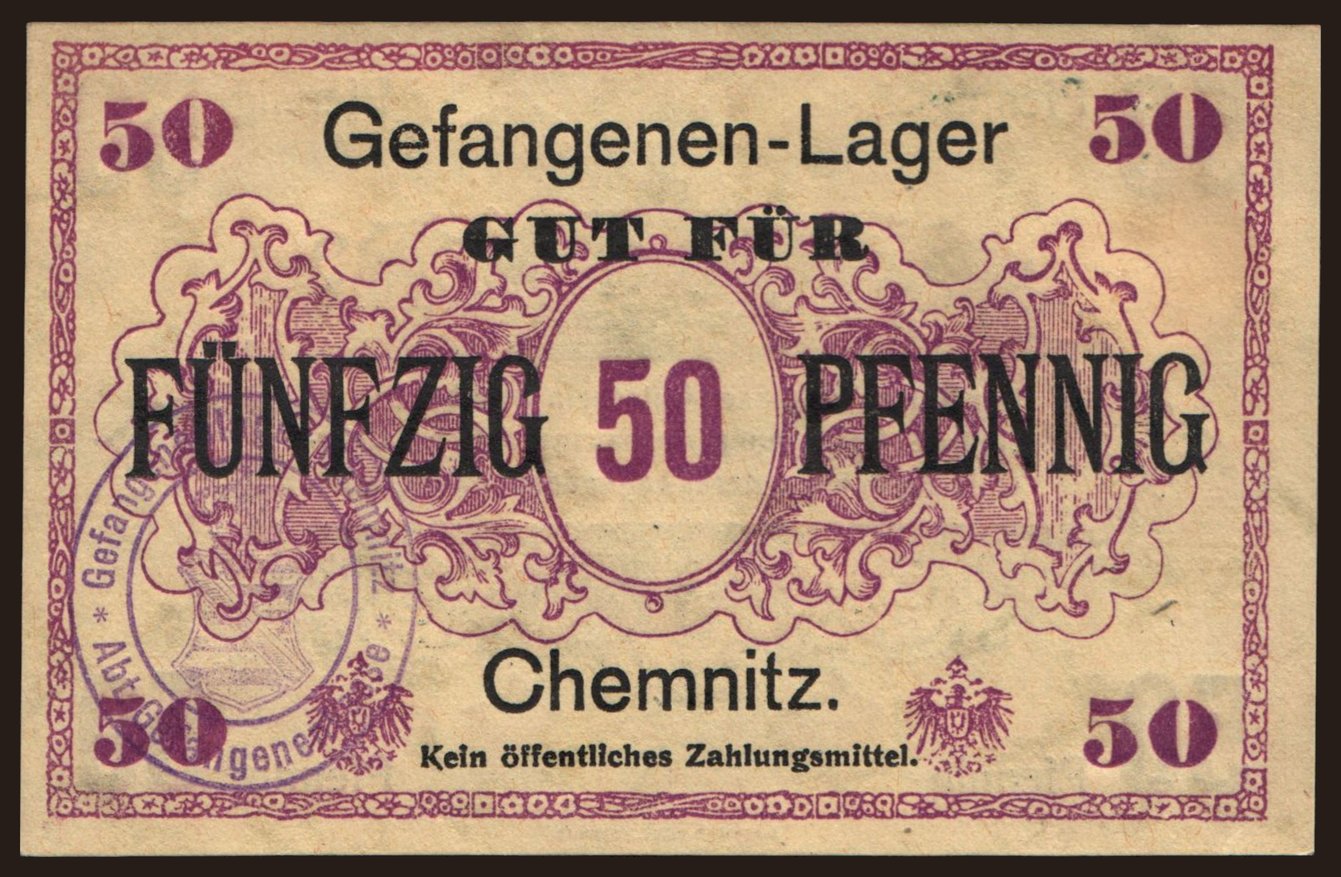 50 Gefangenen-Lager 50
GUT FÜR
FÜNFZIG 50 PFENNIG
Chemnitz.
50 Kein öffentliches Zahlungsmittel. 50